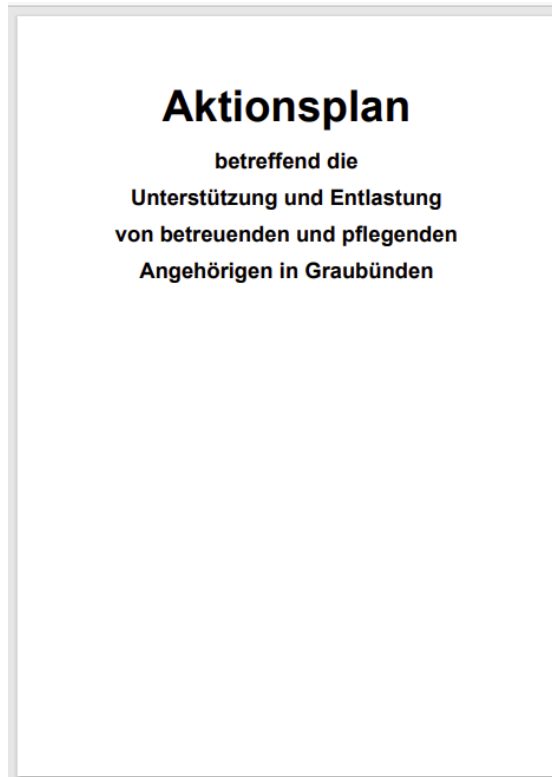 Aktionsplan
betreffend die
Unterstützung und Entlastung
von betreuenden und pflegenden
Angehörigen in Graubünden